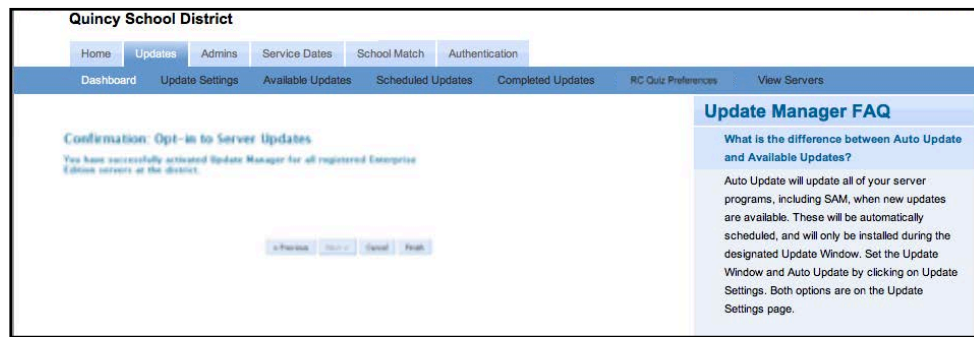 Quincy School District
Home Updates Admins Service Dates School Match Authentication
Dashboard Update Settings Available Updates Scheduled Updates Completed Updates RC Quiz Preferences View Servers
Confirmation: Opt-in to Server Updates
You have successfully activated Update Manager for all registered Enterprise
Edition servers at the district.
« Previous Next » Cancel Finish
Update Manager FAQ
What is the difference between Auto Update
and Available Updates?
Auto Update will update all of your server
programs, including SAM, when new updates
are available. These will be automatically
scheduled, and will only be installed during the
designated Update Window. Set the Update
Window and Auto Update by clicking on Update
Settings. Both options are on the Update
Settings page.